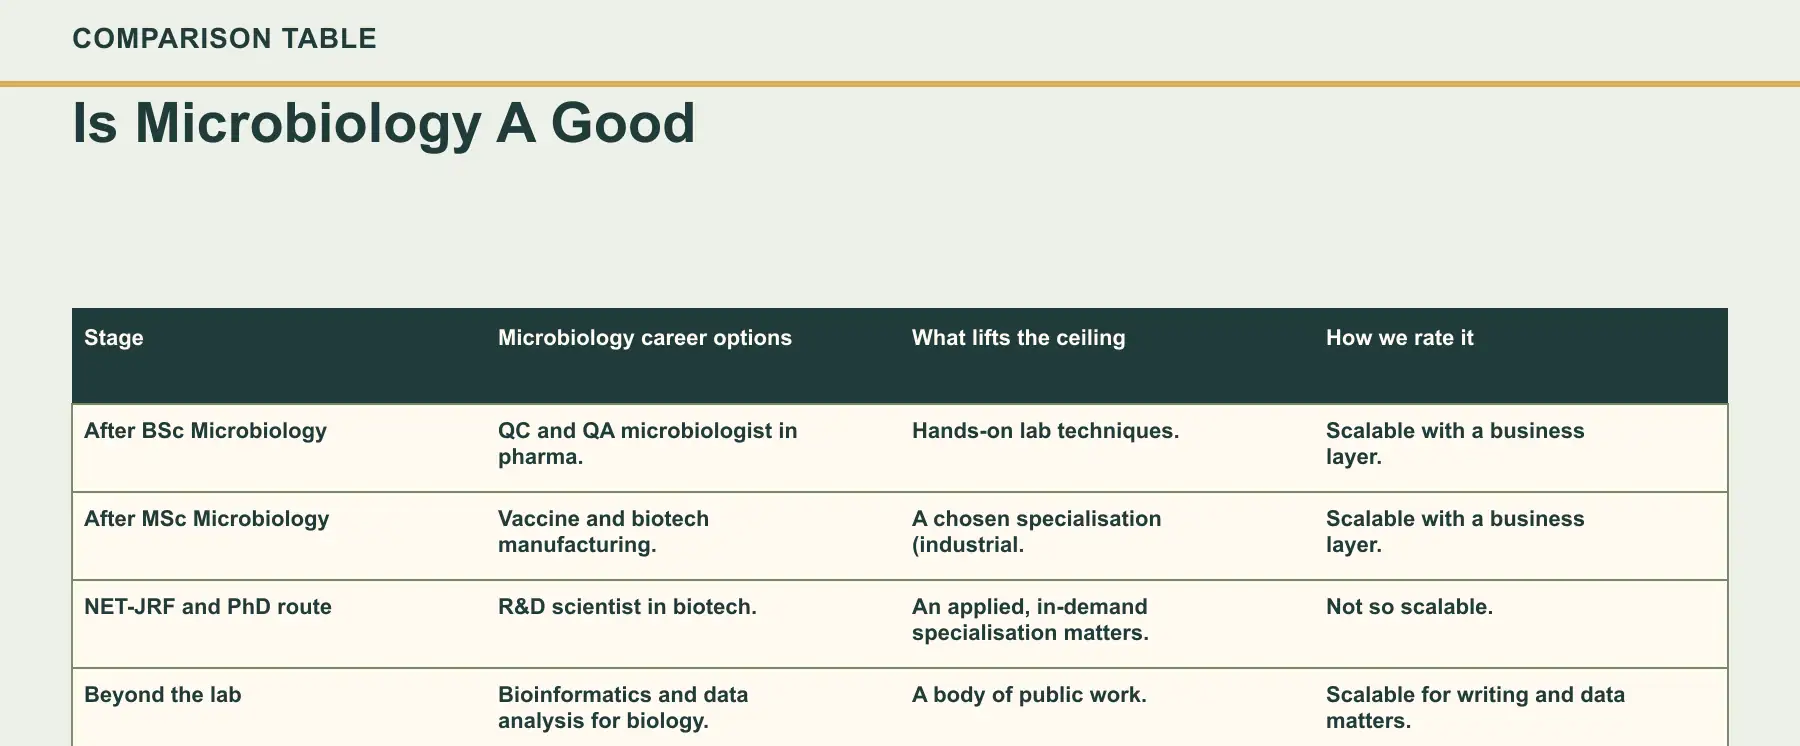 COMPARISON TABLE
Is Microbiology A Good
Stage
Microbiology career options
What lifts the ceiling
How we rate it
After BSc Microbiology
QC and QA microbiologist in
pharma.
Hands-on lab techniques.
Scalable with a business
layer.
After MSc Microbiology
Vaccine and biotech
manufacturing.
A chosen specialisation
(industrial.
Scalable with a business
layer.
NET-JRF and PhD route
R&D scientist in biotech.
An applied, in-demand
specialisation matters.
Not so scalable.
Beyond the lab
Bioinformatics and data
analysis for biology.
A body of public work.
Scalable for writing and data
matters.